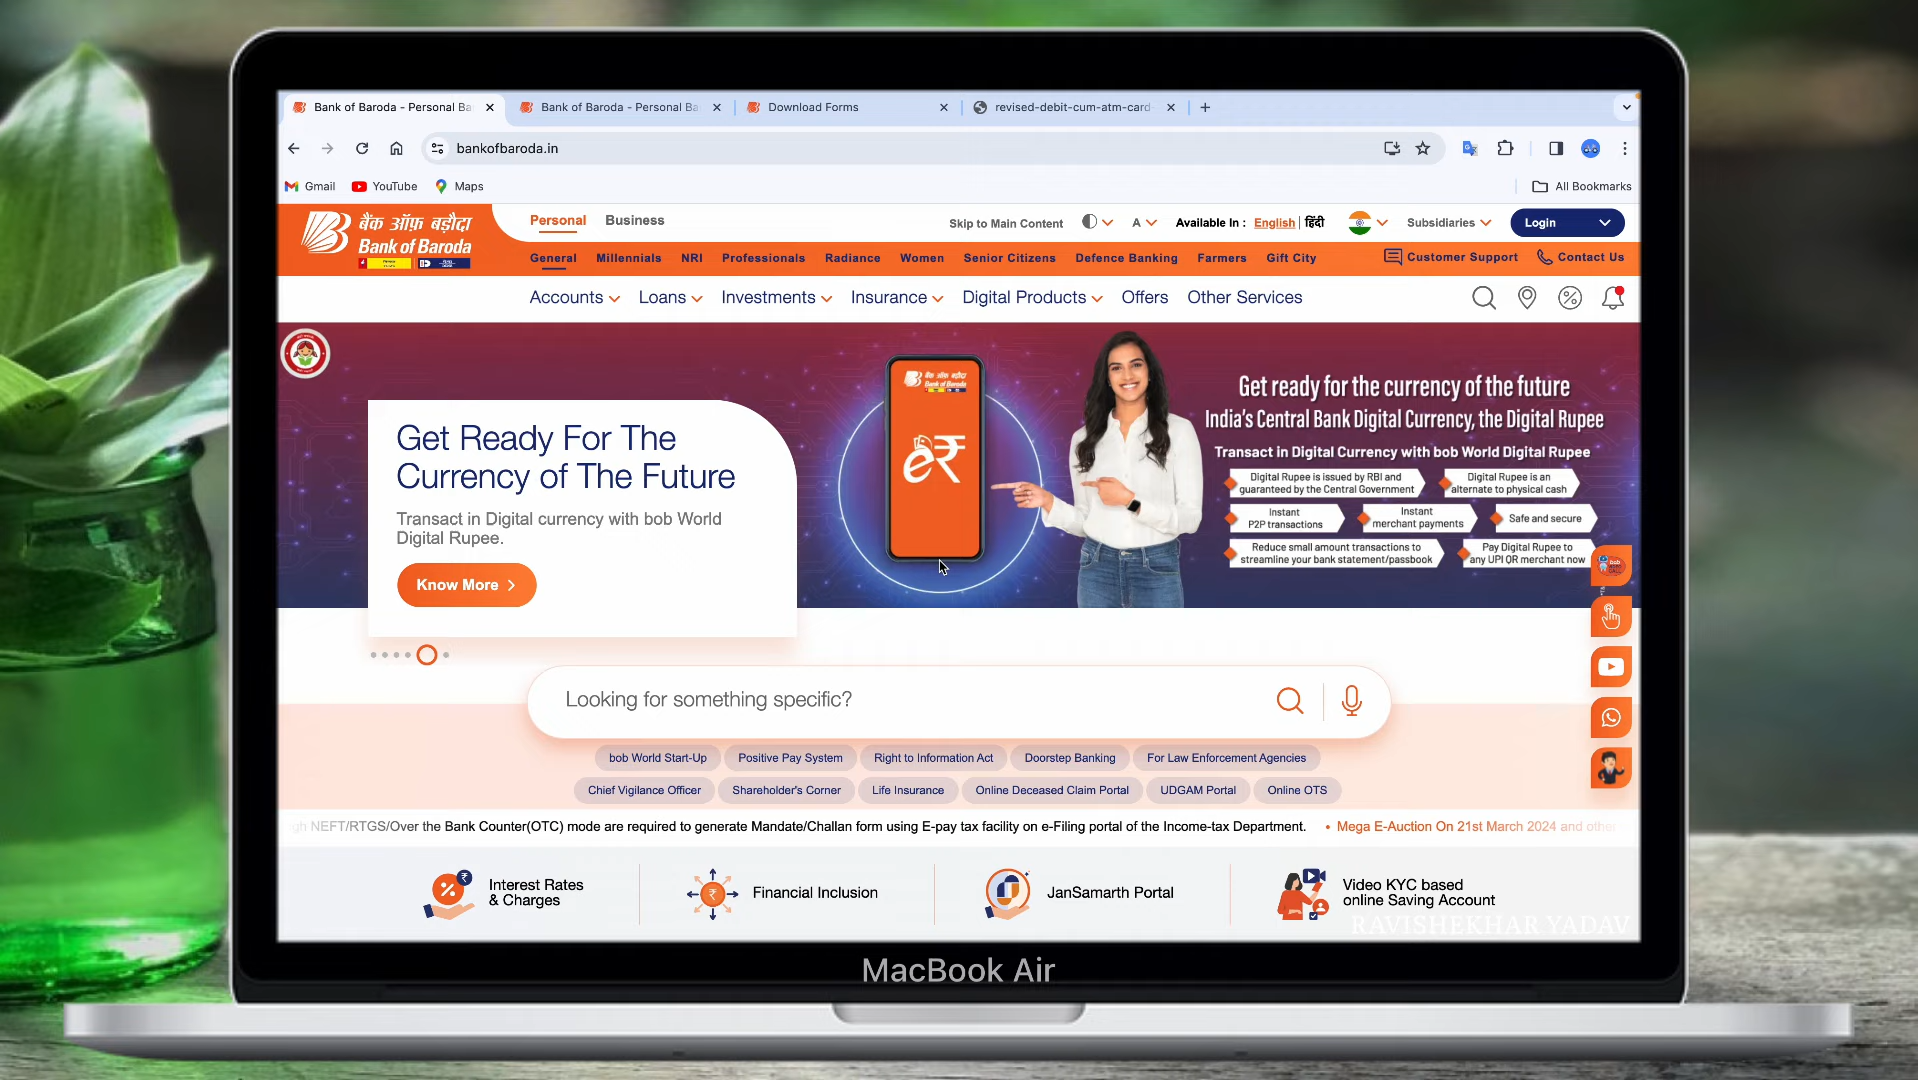 Bank of Baroda - Personal Ba
Bank of Baroda - Personal Ba
Download Forms
revised-debit-cum-atm-card-
bankofbaroda.in
Gmail
YouTube
Maps
All Bookmarks
बैंक ऑफ़ बड़ौदा
Bank of Baroda
Personal
Business
Skip to Main Content
A
Available In :
English
हिंदी
Subsidiaries
Login
General
Millennials
NRI
Professionals
Radiance
Women
Senior Citizens
Defence Banking
Farmers
Gift City
Customer Support
Contact Us
Accounts
Loans
Investments
Insurance
Digital Products
Offers
Other Services
Get Ready For The
Currency of The Future
Transact in Digital currency with bob World
Digital Rupee.
Know More
बैंक ऑफ़ बड़ौदा
Bank of Baroda
e₹
Get ready for the currency of the future
India's Central Bank Digital Currency, the Digital Rupee
Transact in Digital Currency with bob World Digital Rupee
Digital Rupee is issued by RBI and
guaranteed by the Central Government
Digital Rupee is an
alternate to physical cash
Instant
P2P transactions
Instant
merchant payments
Safe and secure
Reduce small amount transactions to
streamline your bank statement/passbook
Pay Digital Rupee to
any UPI QR merchant now
Looking for something specific?
bob World Start-Up
Positive Pay System
Right to Information Act
Doorstep Banking
For Law Enforcement Agencies
Chief Vigilance Officer
Shareholder's Corner
Life Insurance
Online Deceased Claim Portal
UDGAM Portal
Online OTS
gh NEFT/RTGS/Over the Bank Counter(OTC) mode are required to generate Mandate/Challan form using E-pay tax facility on e-Filing portal of the Income-tax Department.
• Mega E-Auction On 21st March 2024 and othe
Interest Rates
& Charges
Financial Inclusion
JanSamarth Portal
Video KYC based
online Saving Account
RAVISHEKHAR YADAV
MacBook Air